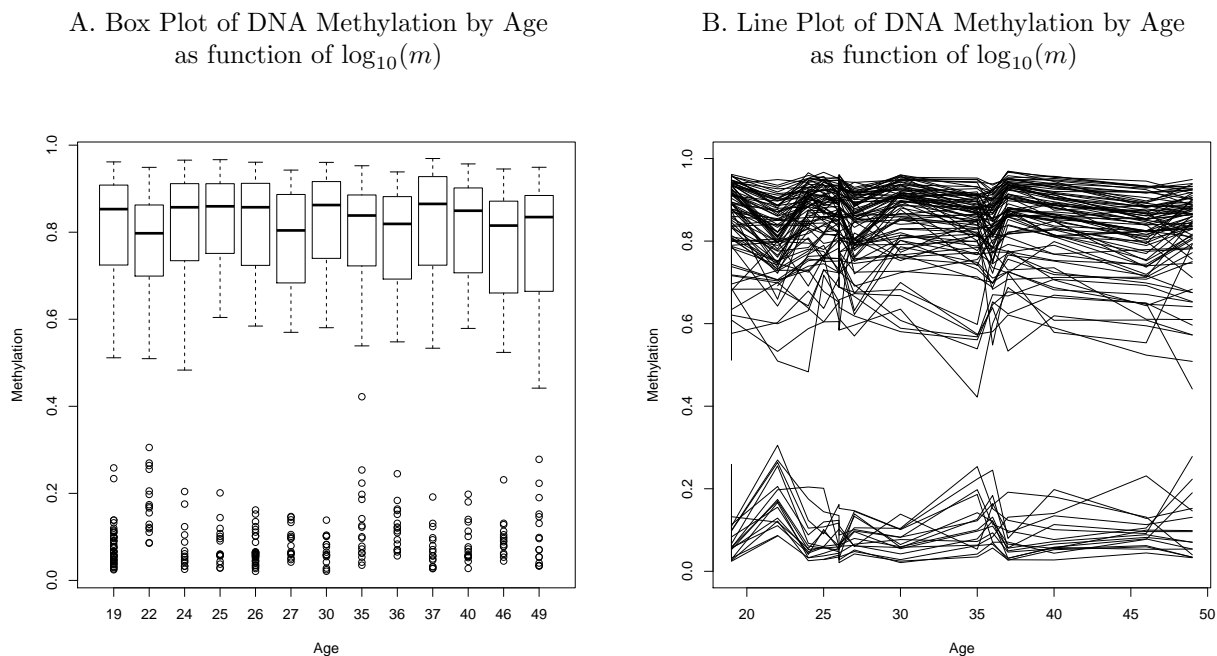 A. Box Plot of DNA Methylation by Age
as function of log₁₀(m)
B. Line Plot of DNA Methylation by Age
as function of log₁₀(m)
1.0
0.8
0.6
0.4
0.2
0.0
Methylation
19 22 24 25 26 27 30 35 36 37 40 46 49
Age
1.0
0.8
0.6
0.4
0.2
0.0
Methylation
20 25 30 35 40 45 50
Age